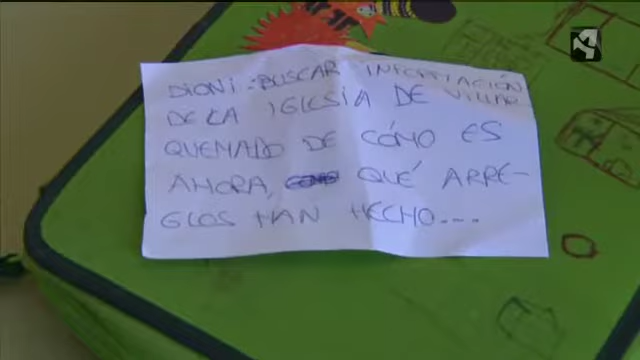 DIONI: BUSCAR INFORMACIÓN
DE LA IGLESIA DE VILLAR
QUEMADO DE CÓMO ES
AHORA, QUÉ ARRE-
GLOS HAN HECHO...